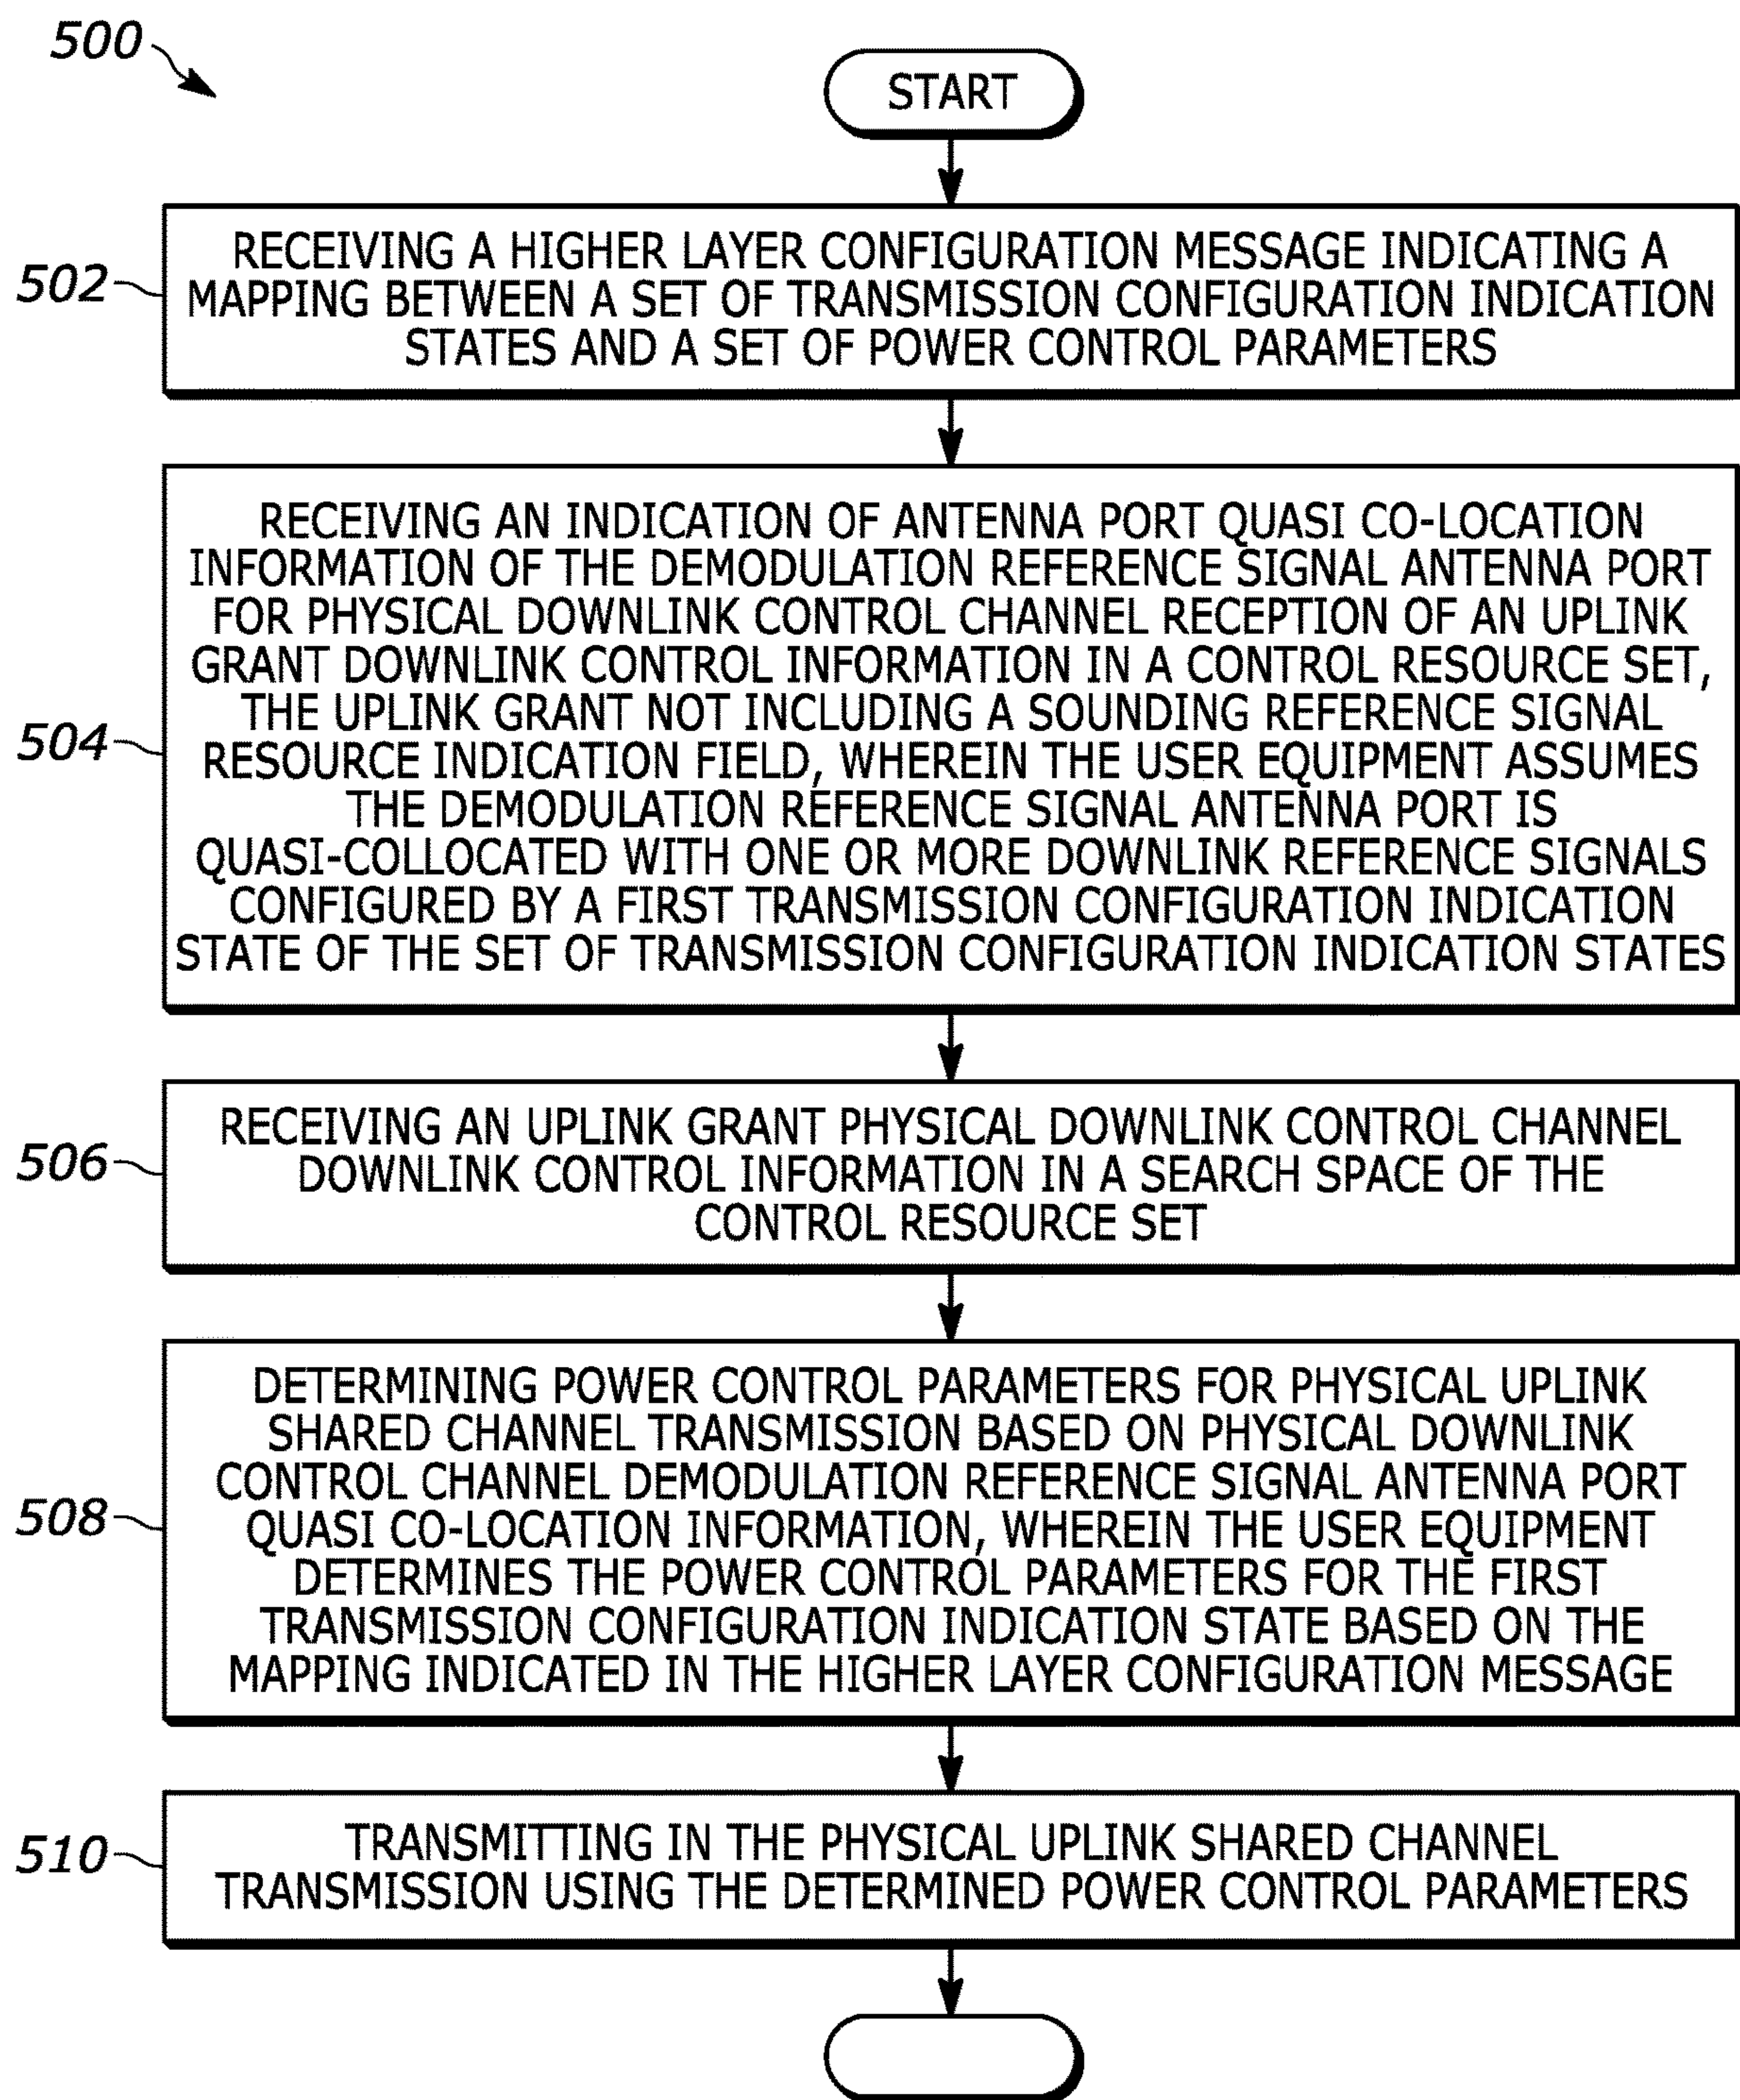 500
START
502
RECEIVING A HIGHER LAYER CONFIGURATION MESSAGE INDICATING A
MAPPING BETWEEN A SET OF TRANSMISSION CONFIGURATION INDICATION
STATES AND A SET OF POWER CONTROL PARAMETERS
504
RECEIVING AN INDICATION OF ANTENNA PORT QUASI CO-LOCATION
INFORMATION OF THE DEMODULATION REFERENCE SIGNAL ANTENNA PORT
FOR PHYSICAL DOWNLINK CONTROL CHANNEL RECEPTION OF AN UPLINK
GRANT DOWNLINK CONTROL INFORMATION IN A CONTROL RESOURCE SET,
THE UPLINK GRANT NOT INCLUDING A SOUNDING REFERENCE SIGNAL
RESOURCE INDICATION FIELD, WHEREIN THE USER EQUIPMENT ASSUMES
THE DEMODULATION REFERENCE SIGNAL ANTENNA PORT IS
QUASI-COLLOCATED WITH ONE OR MORE DOWNLINK REFERENCE SIGNALS
CONFIGURED BY A FIRST TRANSMISSION CONFIGURATION INDICATION
STATE OF THE SET OF TRANSMISSION CONFIGURATION INDICATION STATES
506
RECEIVING AN UPLINK GRANT PHYSICAL DOWNLINK CONTROL CHANNEL
DOWNLINK CONTROL INFORMATION IN A SEARCH SPACE OF THE
CONTROL RESOURCE SET
508
DETERMINING POWER CONTROL PARAMETERS FOR PHYSICAL UPLINK
SHARED CHANNEL TRANSMISSION BASED ON PHYSICAL DOWNLINK
CONTROL CHANNEL DEMODULATION REFERENCE SIGNAL ANTENNA PORT
QUASI CO-LOCATION INFORMATION, WHEREIN THE USER EQUIPMENT
DETERMINES THE POWER CONTROL PARAMETERS FOR THE FIRST
TRANSMISSION CONFIGURATION INDICATION STATE BASED ON THE
MAPPING INDICATED IN THE HIGHER LAYER CONFIGURATION MESSAGE
510
TRANSMITTING IN THE PHYSICAL UPLINK SHARED CHANNEL
TRANSMISSION USING THE DETERMINED POWER CONTROL PARAMETERS